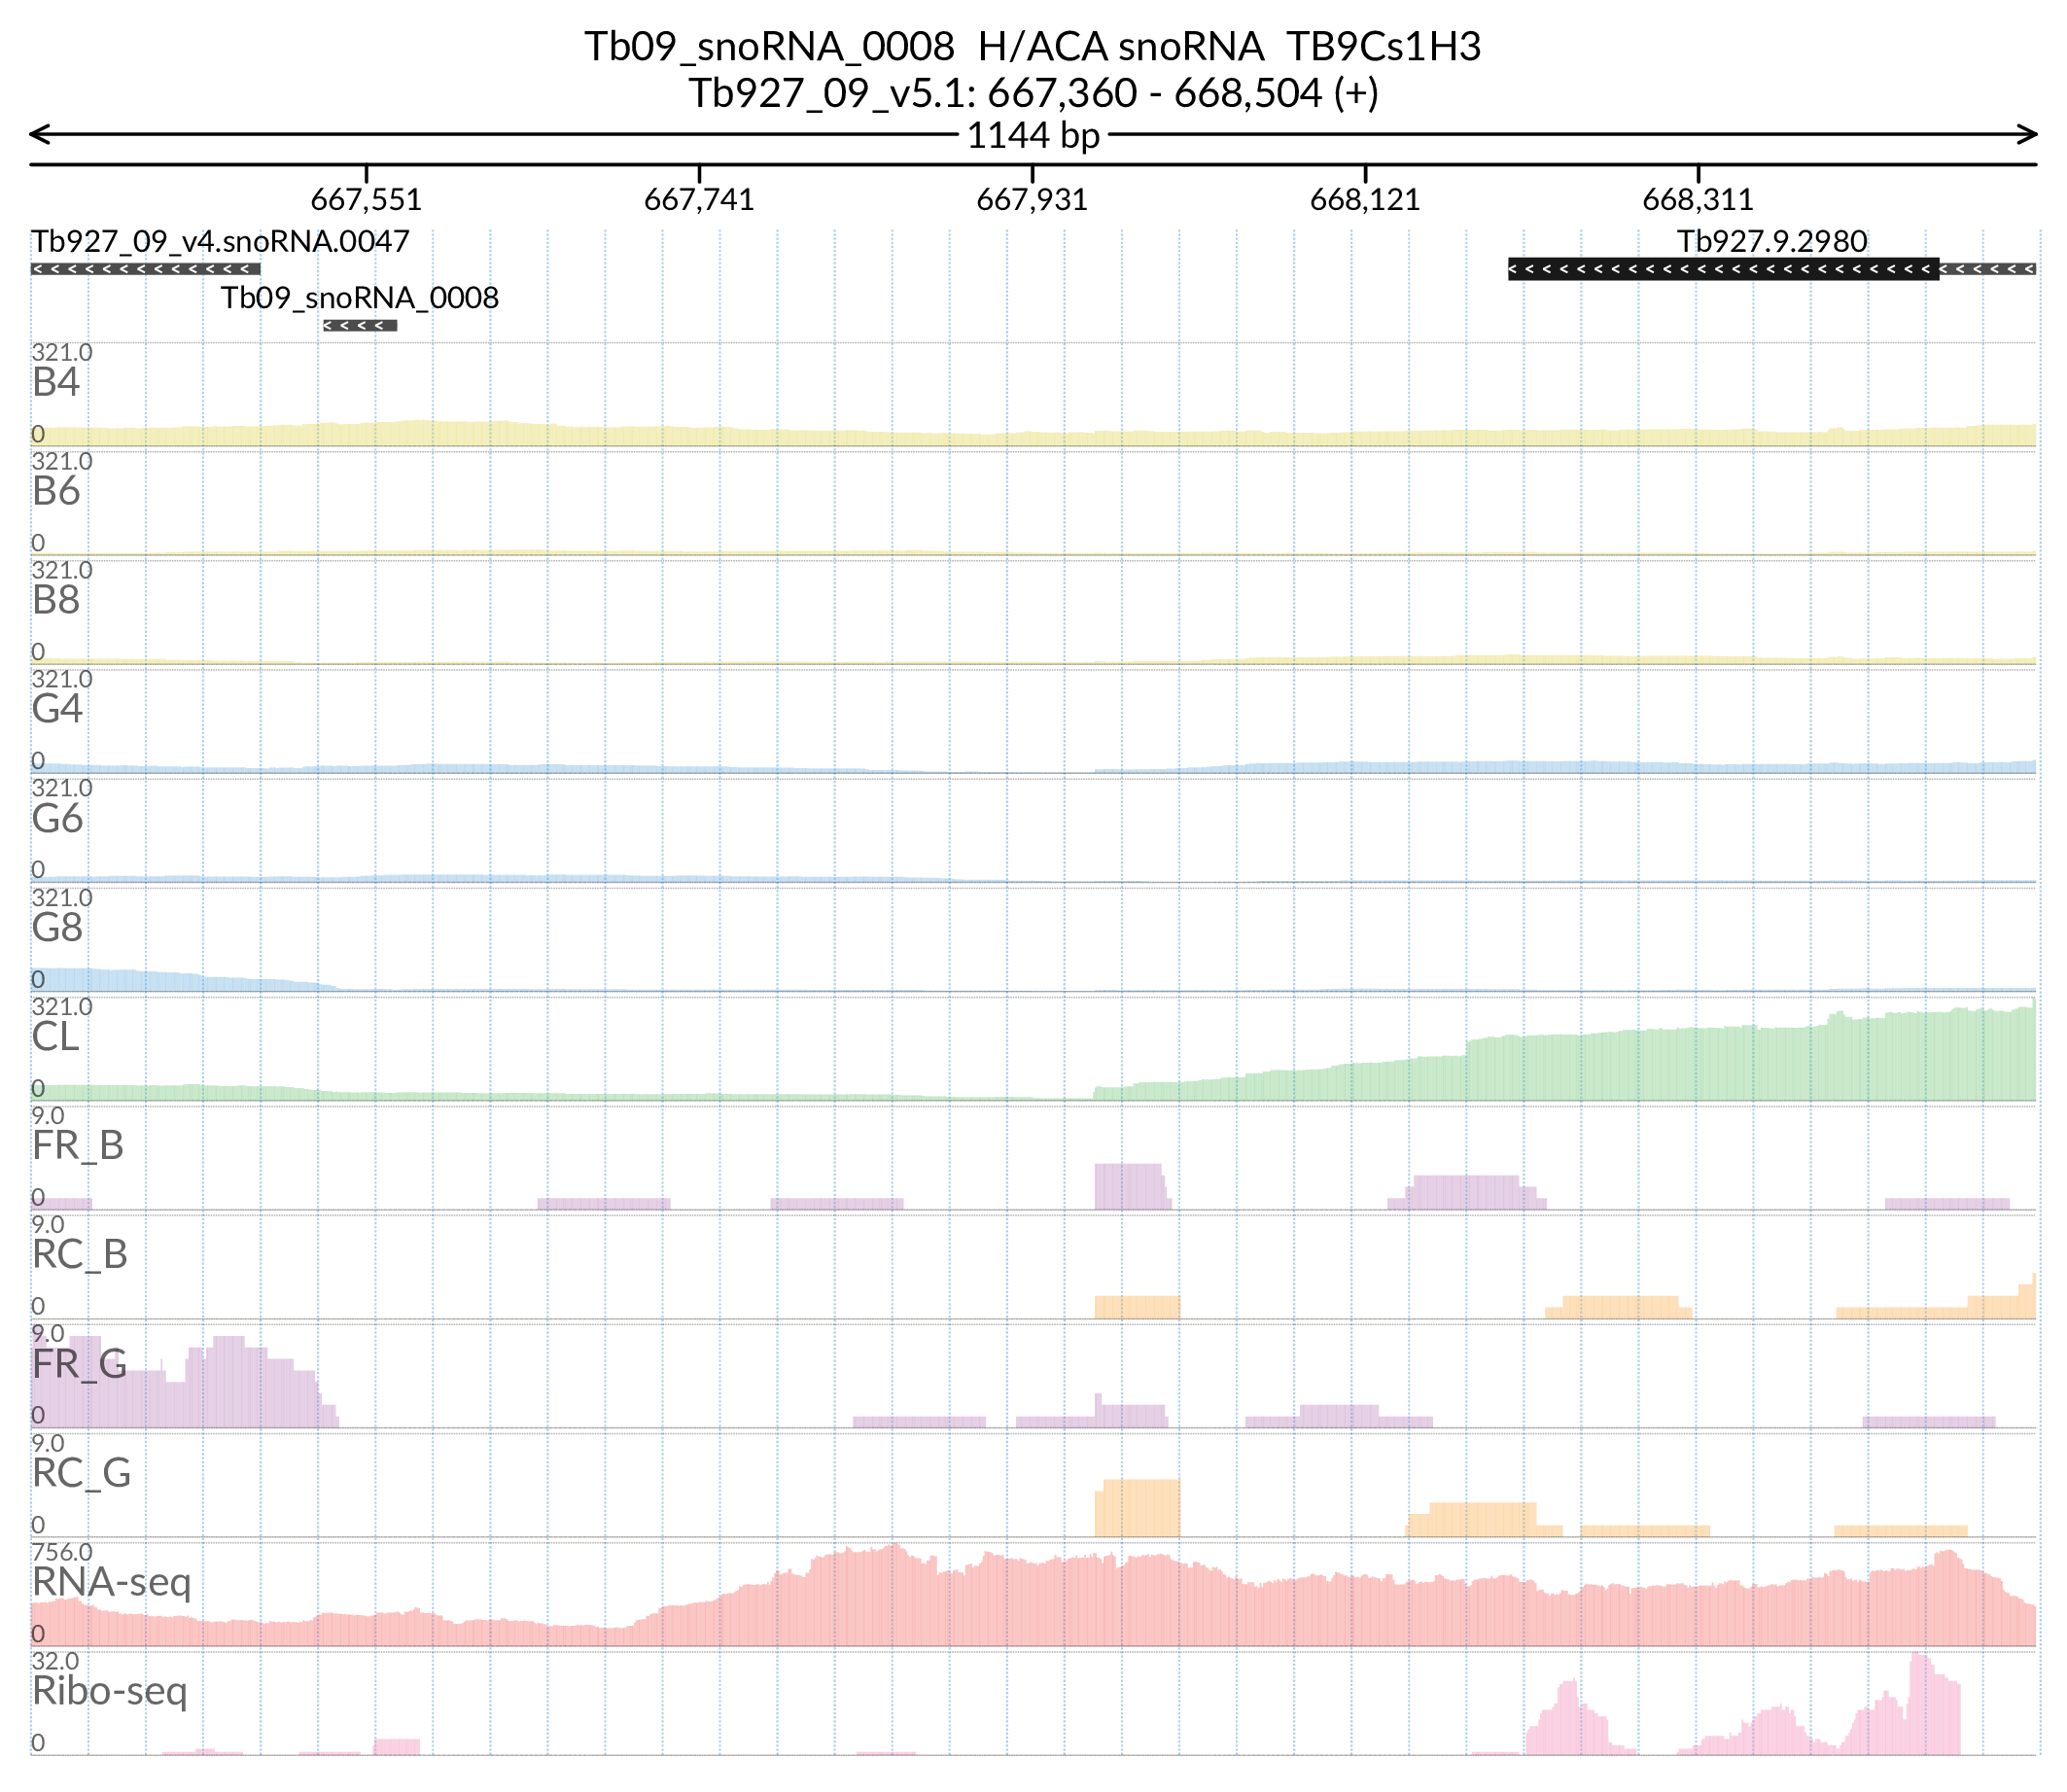 Tb09_snoRNA_0008 H/ACA snoRNA TB9Cs1H3
Tb927_09_v5.1: 667,360 - 668,504 (+)
1144 bp
667,551 667,741 667,931 668,121 668,311
Tb927_09_v4.snoRNA.0047 Tb927.9.2980
Tb09_snoRNA_0008
321.0
B4
0
321.0
B6
0
321.0
B8
0
321.0
G4
0
321.0
G6
0
321.0
G8
0
321.0
CL
0
9.0
FR_B
0
9.0
RC_B
0
9.0
FR_G
0
9.0
RC_G
0
756.0
RNA-seq
0
32.0
Ribo-seq
0